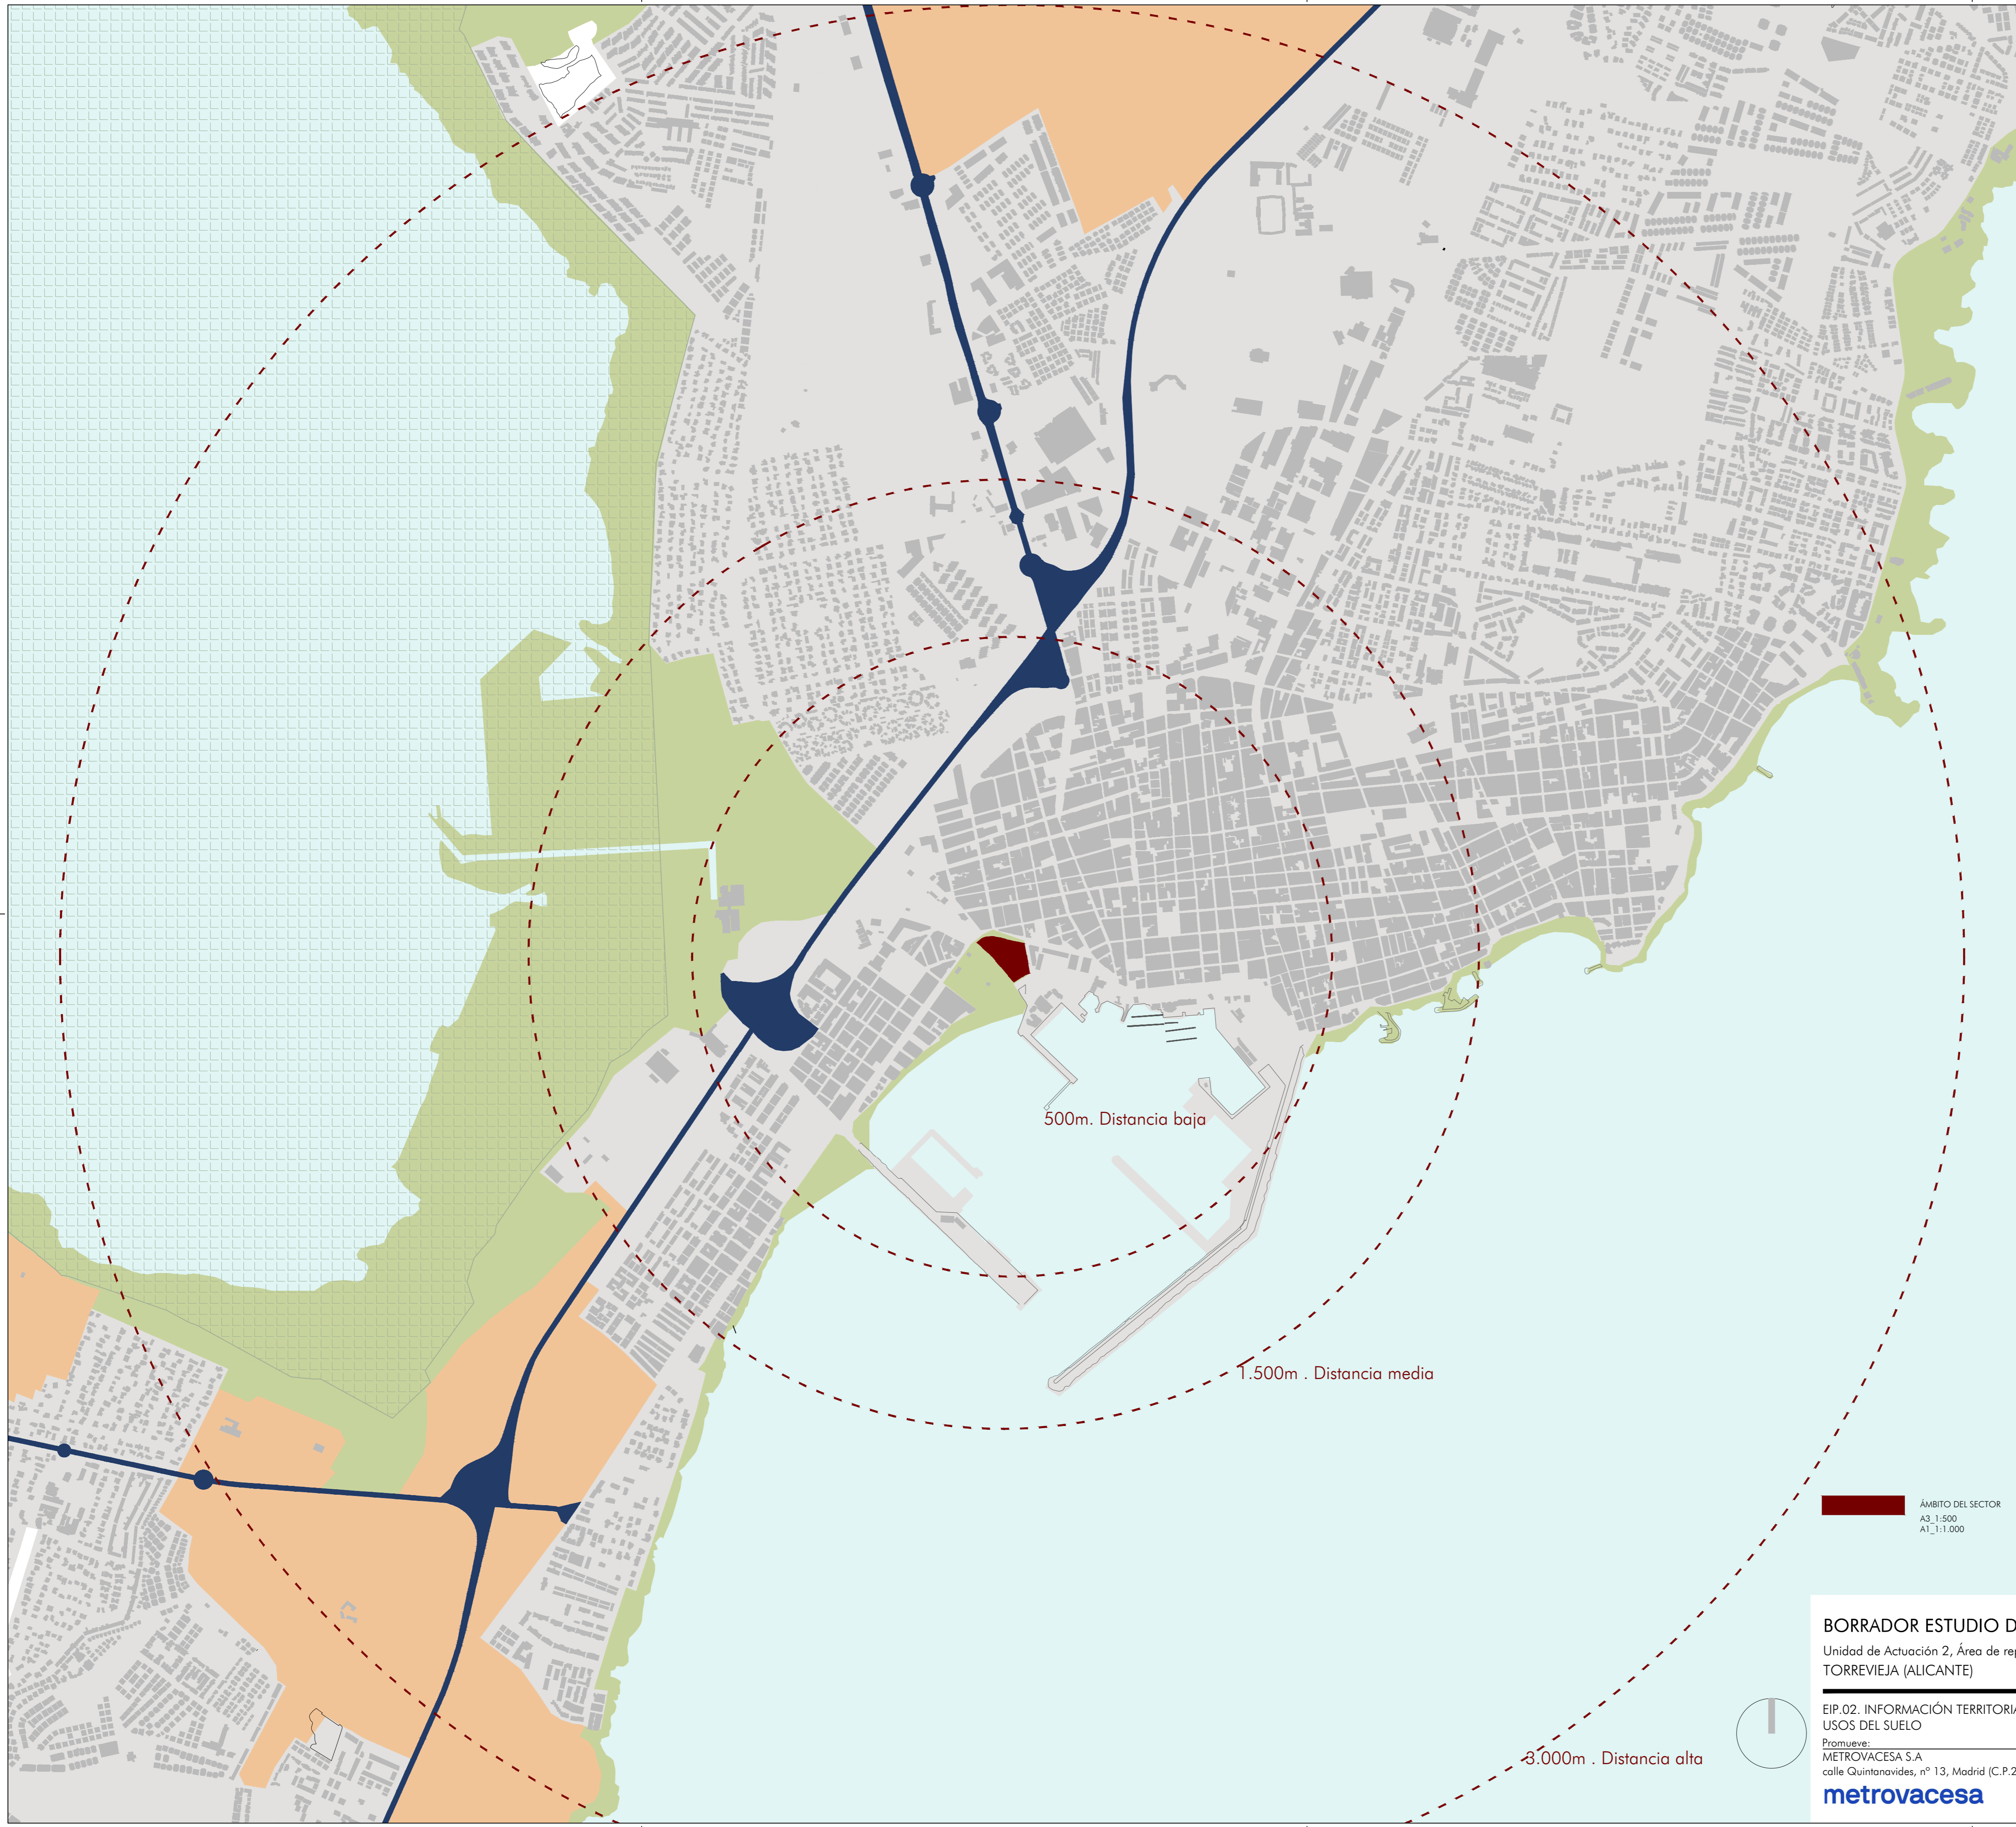 500m. Distancia baja
1.500m . Distancia media
3.000m . Distancia alta
ÁMBITO DEL SECTOR
A3_1:500
A1_1:1.000
BORRADOR ESTUDIO D
Unidad de Actuación 2, Área de rep
TORREVIEJA (ALICANTE)
EIP.02. INFORMACIÓN TERRITORIA
USOS DEL SUELO
Promueve:
METROVACESA S.A
calle Quintanavides, nº 13, Madrid (C.P.2
metrovacesa